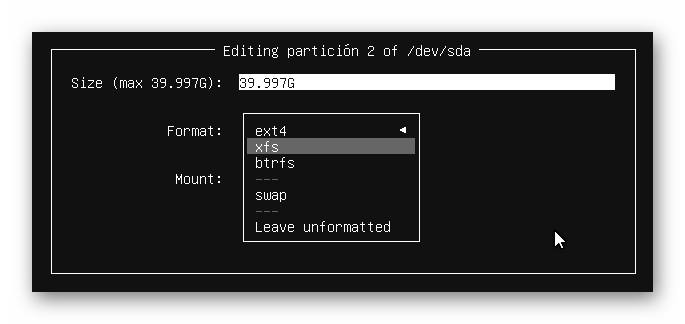 Editing partición 2 of /dev/sda
Size (max 39.997G): 39.997G
Format:
ext4 ◂
xfs
btrfs
---
Mount:
swap
---
Leave unformatted